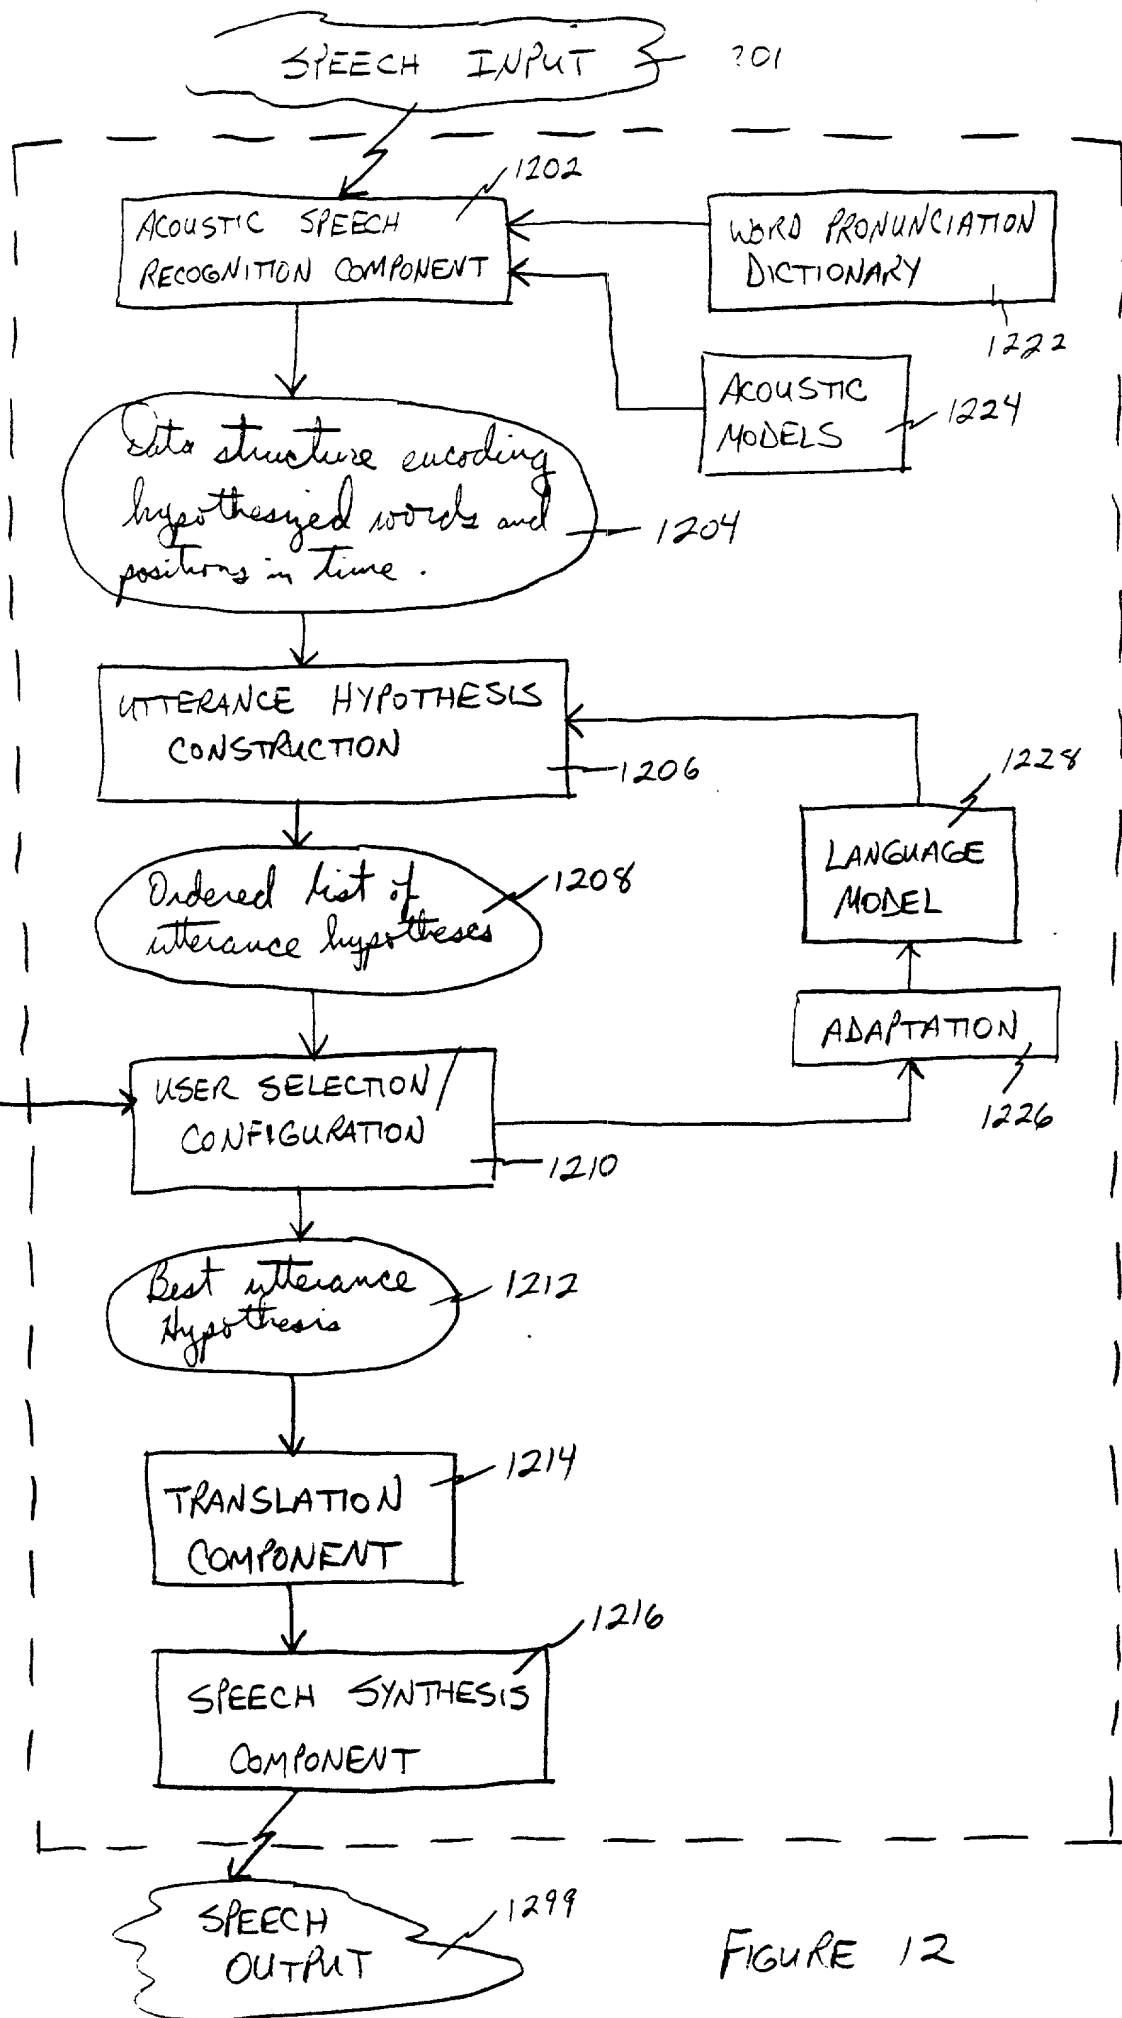 SPEECH INPUT
1202
ACOUSTIC SPEECH
RECOGNITION COMPONENT
WORD PRONUNCIATION
DICTIONARY
1222
ACOUSTIC
MODELS
1224
Data structure encoding
hypothesized words and
positions in time.
1204
UTTERANCE HYPOTHESIS
CONSTRUCTION
1206
1228
LANGUAGE
MODEL
Ordered list of
utterance hypotheses
1208
ADAPTATION
1226
USER SELECTION/
CONFIGURATION
1210
Best utterance
Hypothesis
1212
TRANSLATION
COMPONENT
1214
1216
SPEECH SYNTHESIS
COMPONENT
SPEECH
OUTPUT
1299
FIGURE 12